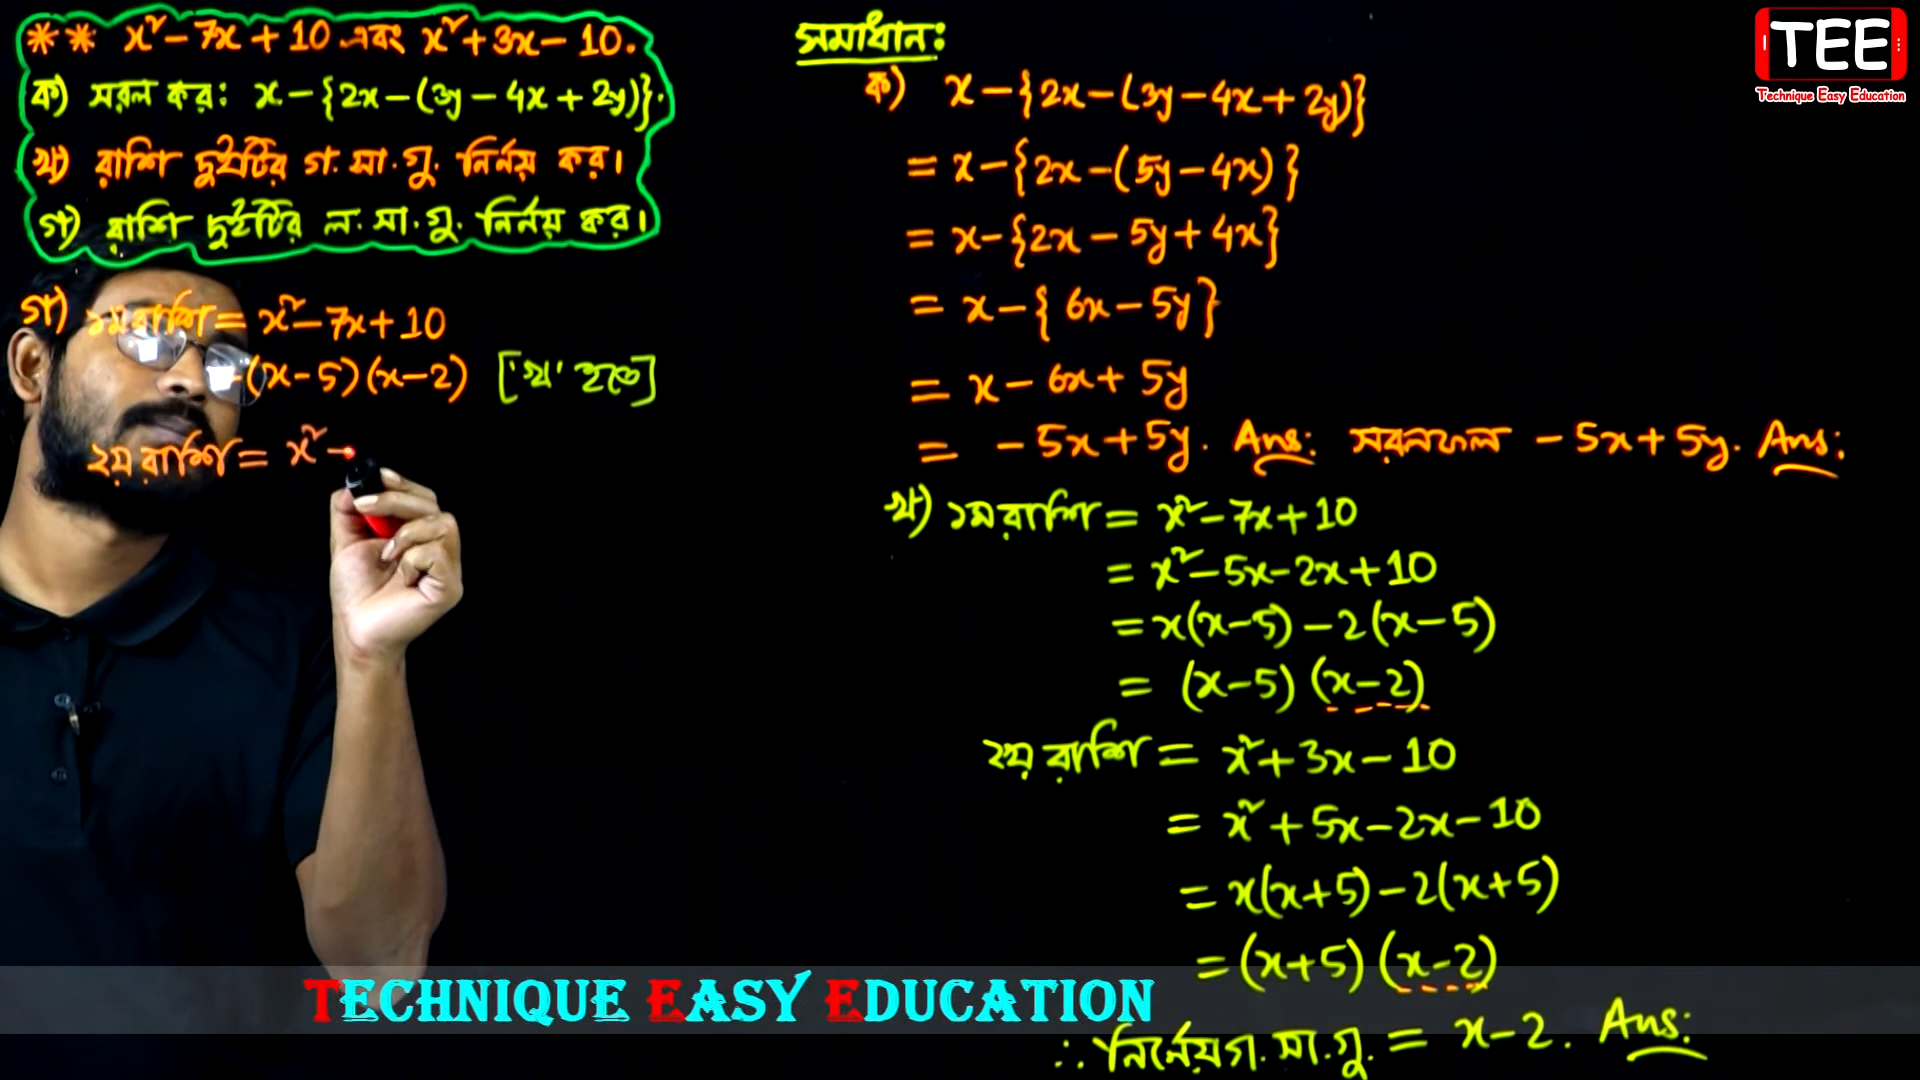 ** x² - 7x + 10 এবং x² + 3x - 10.
ক) সরল কর: x - {2x - (3y - 4x + 2y)}.
খ) রাশি দুইটির গ.সা.গু. নির্নয় কর।
গ) রাশি দুইটির ল.সা.গু. নির্নয় কর।
গ) ১ম রাশি = x² - 7x + 10
= (x-5)(x-2) ['খ' হতে]
২য় রাশি = x² -
সমাধান:
ক) x - {2x - (3y - 4x + 2y)}
= x - {2x - (5y - 4x)}
= x - {2x - 5y + 4x}
= x - {6x - 5y}
= x - 6x + 5y
= -5x + 5y. Ans: সরলফল -5x + 5y. Ans:
খ) ১ম রাশি = x² - 7x + 10
= x² - 5x - 2x + 10
= x(x-5) - 2(x-5)
= (x-5)(x-2)
২য় রাশি = x² + 3x - 10
= x² + 5x - 2x - 10
= x(x+5) - 2(x+5)
= (x+5)(x-2)
∴ নির্নেয় গ.সা.গু. = x-2. Ans:
TEE
Technique Easy Education
TECHNIQUE EASY EDUCATION